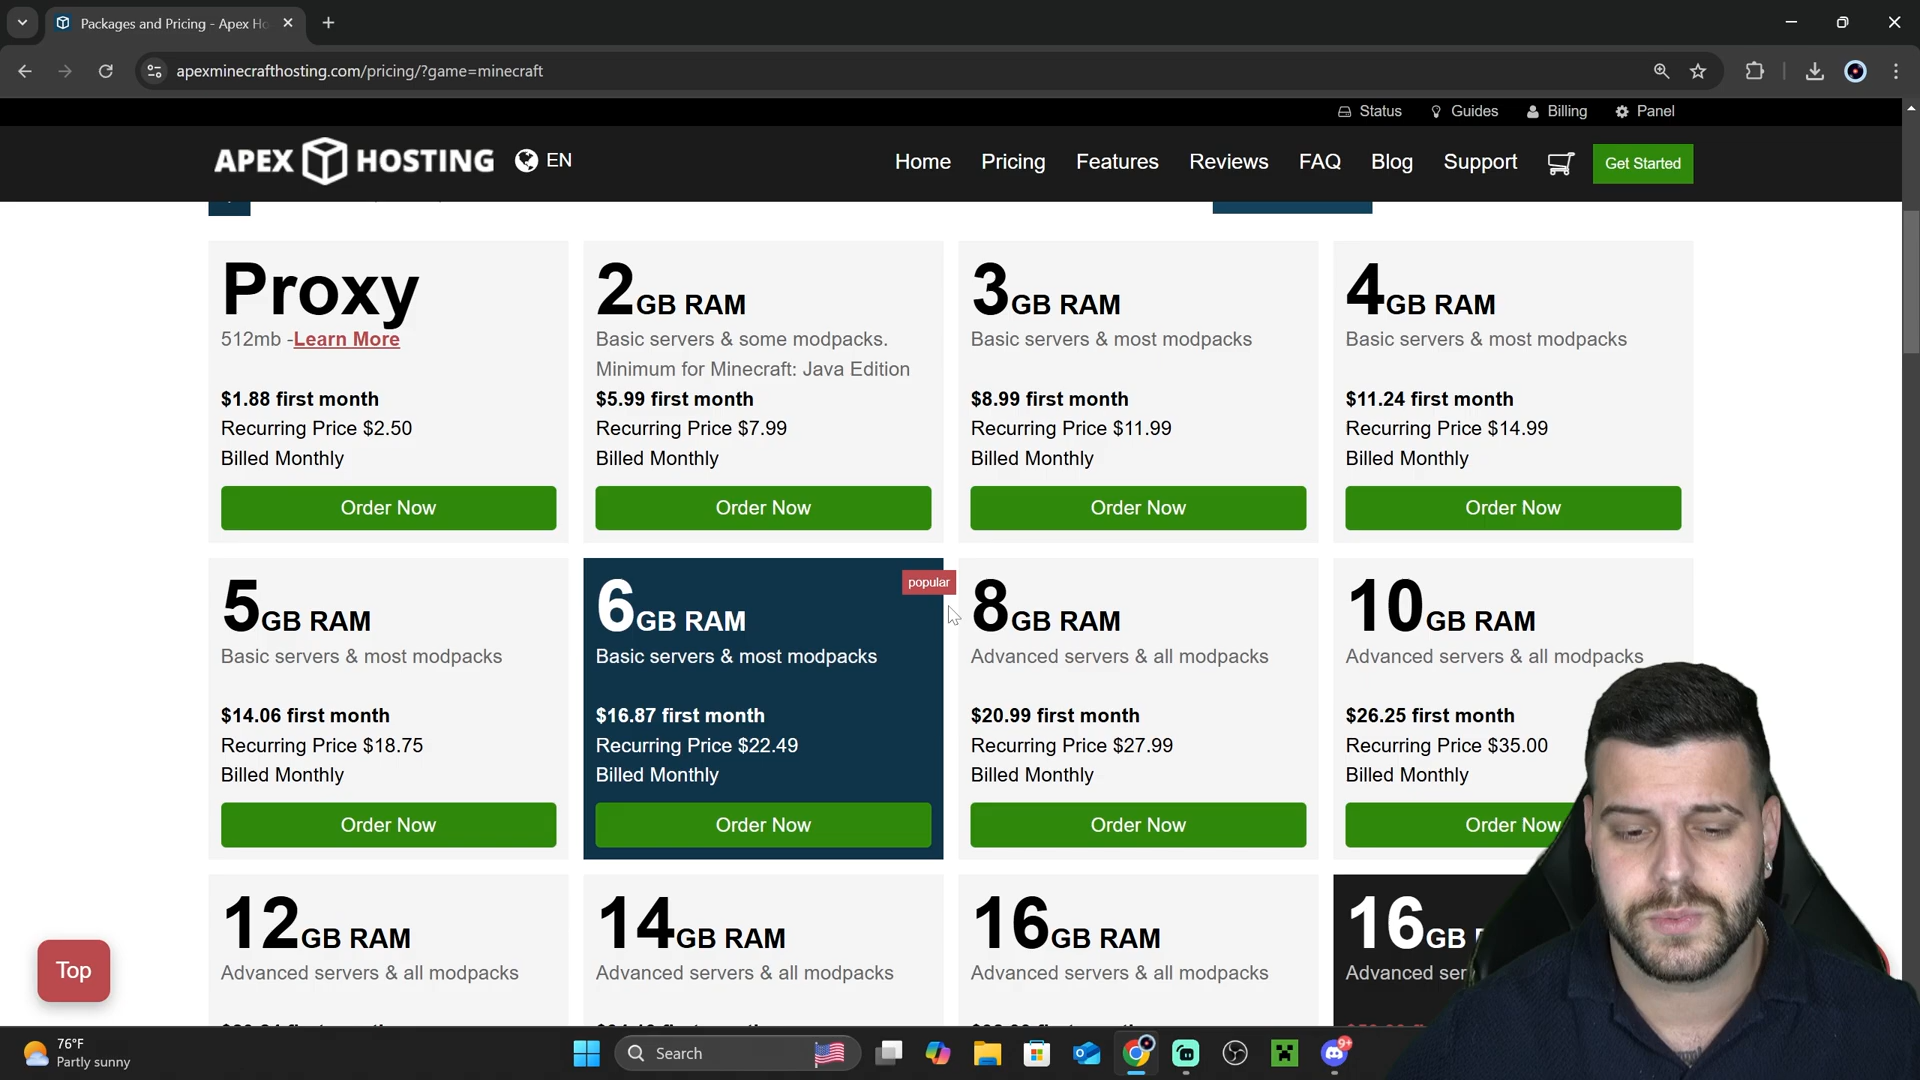 Packages and Pricing - Apex Ho
apexminecrafthosting.com/pricing/?game=minecraft
Status Guides Billing Panel
APEX HOSTING EN
Home Pricing Features Reviews FAQ Blog Support Get Started
Proxy
512mb -Learn More
$1.88 first month
Recurring Price $2.50
Billed Monthly
Order Now
2GB RAM
Basic servers & some modpacks.
Minimum for Minecraft: Java Edition
$5.99 first month
Recurring Price $7.99
Billed Monthly
Order Now
3GB RAM
Basic servers & most modpacks
$8.99 first month
Recurring Price $11.99
Billed Monthly
Order Now
4GB RAM
Basic servers & most modpacks
$11.24 first month
Recurring Price $14.99
Billed Monthly
Order Now
5GB RAM
Basic servers & most modpacks
$14.06 first month
Recurring Price $18.75
Billed Monthly
Order Now
popular
6GB RAM
Basic servers & most modpacks
$16.87 first month
Recurring Price $22.49
Billed Monthly
Order Now
8GB RAM
Advanced servers & all modpacks
$20.99 first month
Recurring Price $27.99
Billed Monthly
Order Now
10GB RAM
Advanced servers & all modpacks
$26.25 first month
Recurring Price $35.00
Billed Monthly
Order Now
12GB RAM
Advanced servers & all modpacks
14GB RAM
Advanced servers & all modpacks
16GB RAM
Advanced servers & all modpacks
16GB
Advanced
Top
76°F
Partly sunny
Search
9+